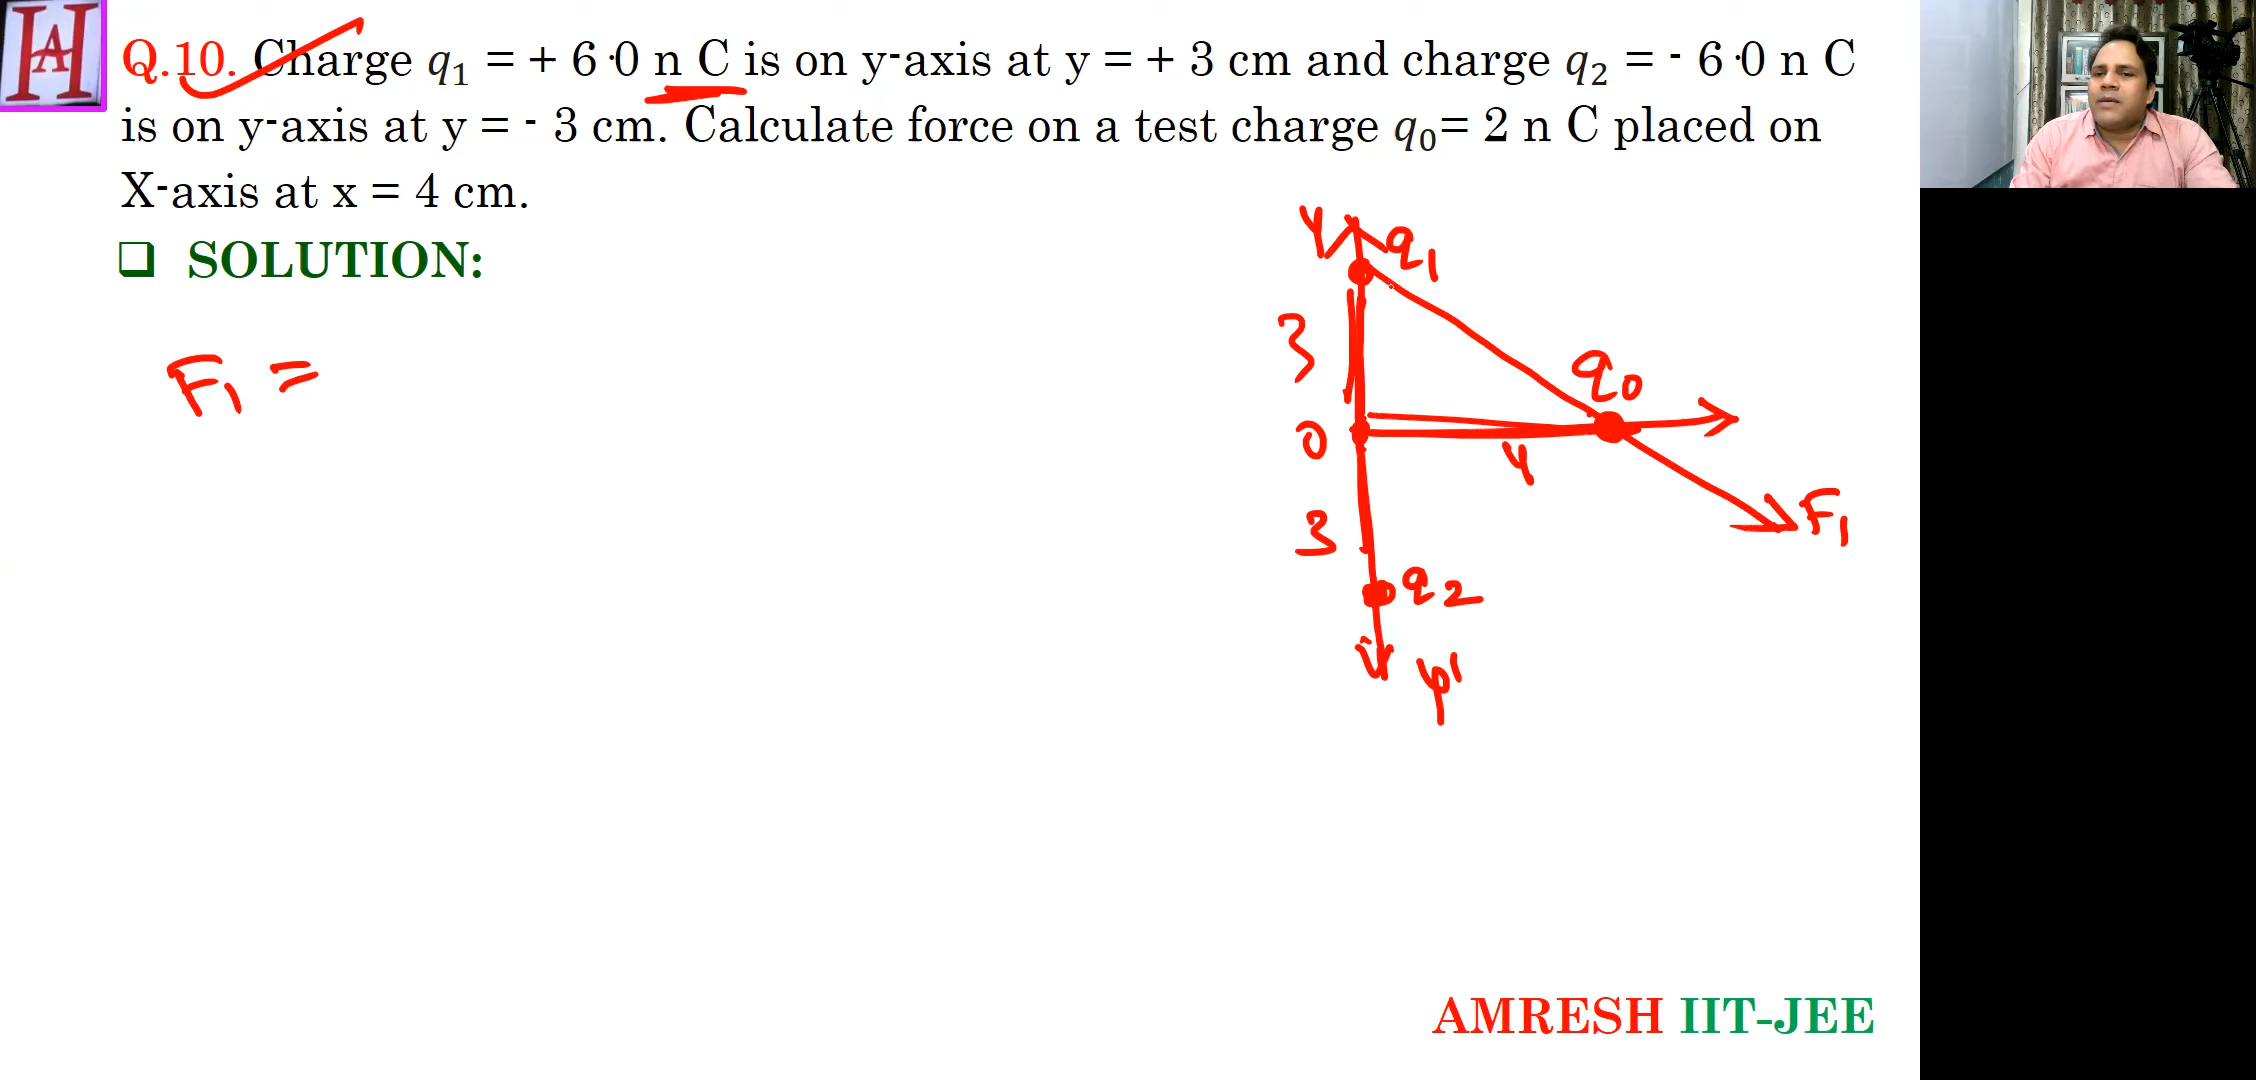 HA
Q.10. Charge q₁ = + 6·0 n C is on y-axis at y = + 3 cm and charge q₂ = - 6·0 n C
is on y-axis at y = - 3 cm. Calculate force on a test charge q₀= 2 n C placed on
X-axis at x = 4 cm.
❑ SOLUTION:
F₁ =
Y
q₁
3
q₀
0
4
F₁
3
q₂
y'
AMRESH IIT-JEE